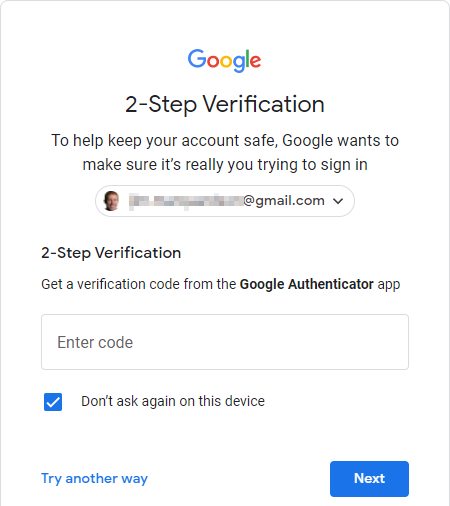 Google
2-Step Verification
To help keep your account safe, Google wants to
make sure it’s really you trying to sign in
@gmail.com
2-Step Verification
Get a verification code from the Google Authenticator app
Enter code
Don’t ask again on this device
Try another way
Next